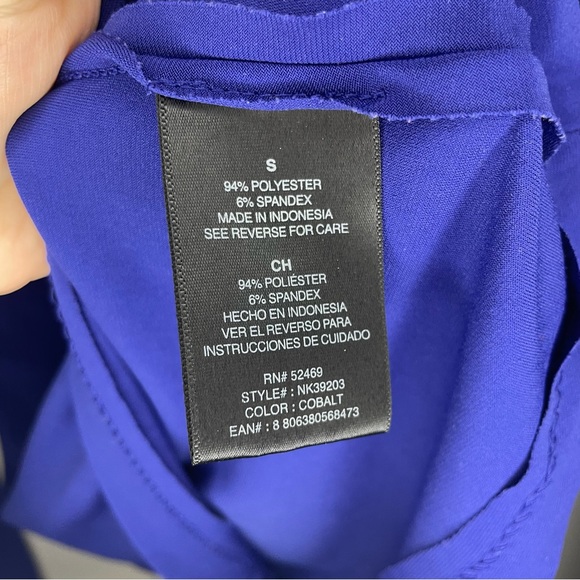 S
94% POLYESTER
6% SPANDEX
MADE IN INDONESIA
SEE REVERSE FOR CARE
CH
94% POLIÉSTER
6% SPANDEX
HECHO EN INDONESIA
VER EL REVERSO PARA
INSTRUCCIONES DE CUIDADO
RN# 52469
STYLE# : NK39203
COLOR : COBALT
EAN# : 8 806380568473